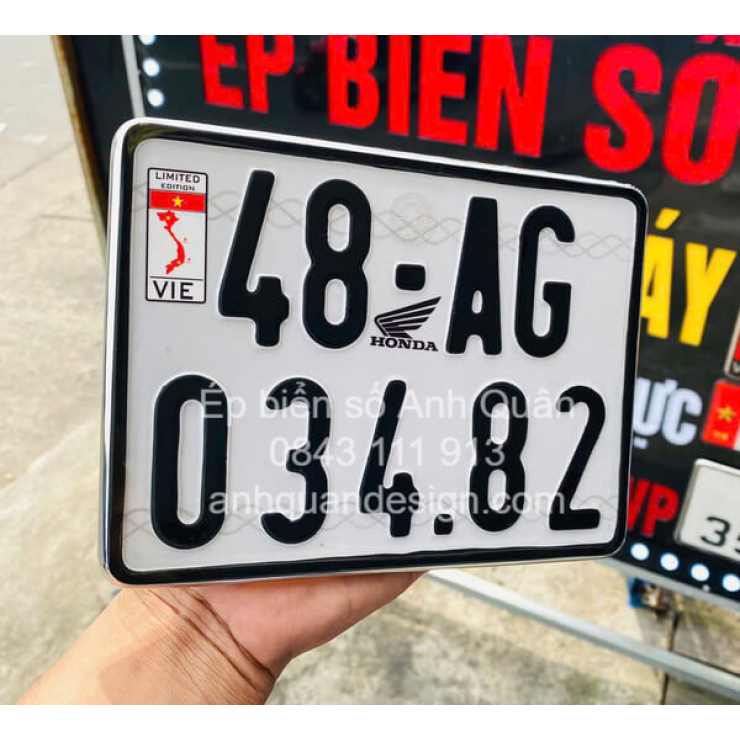 ÉP BIỂN SỐ
LIMITED
EDITION
VIE
48-AG
HONDA
ÁY
034.82
Ép biển số Anh Quân
0843 111 913
anhquandesign.com
ỰC
VP
35